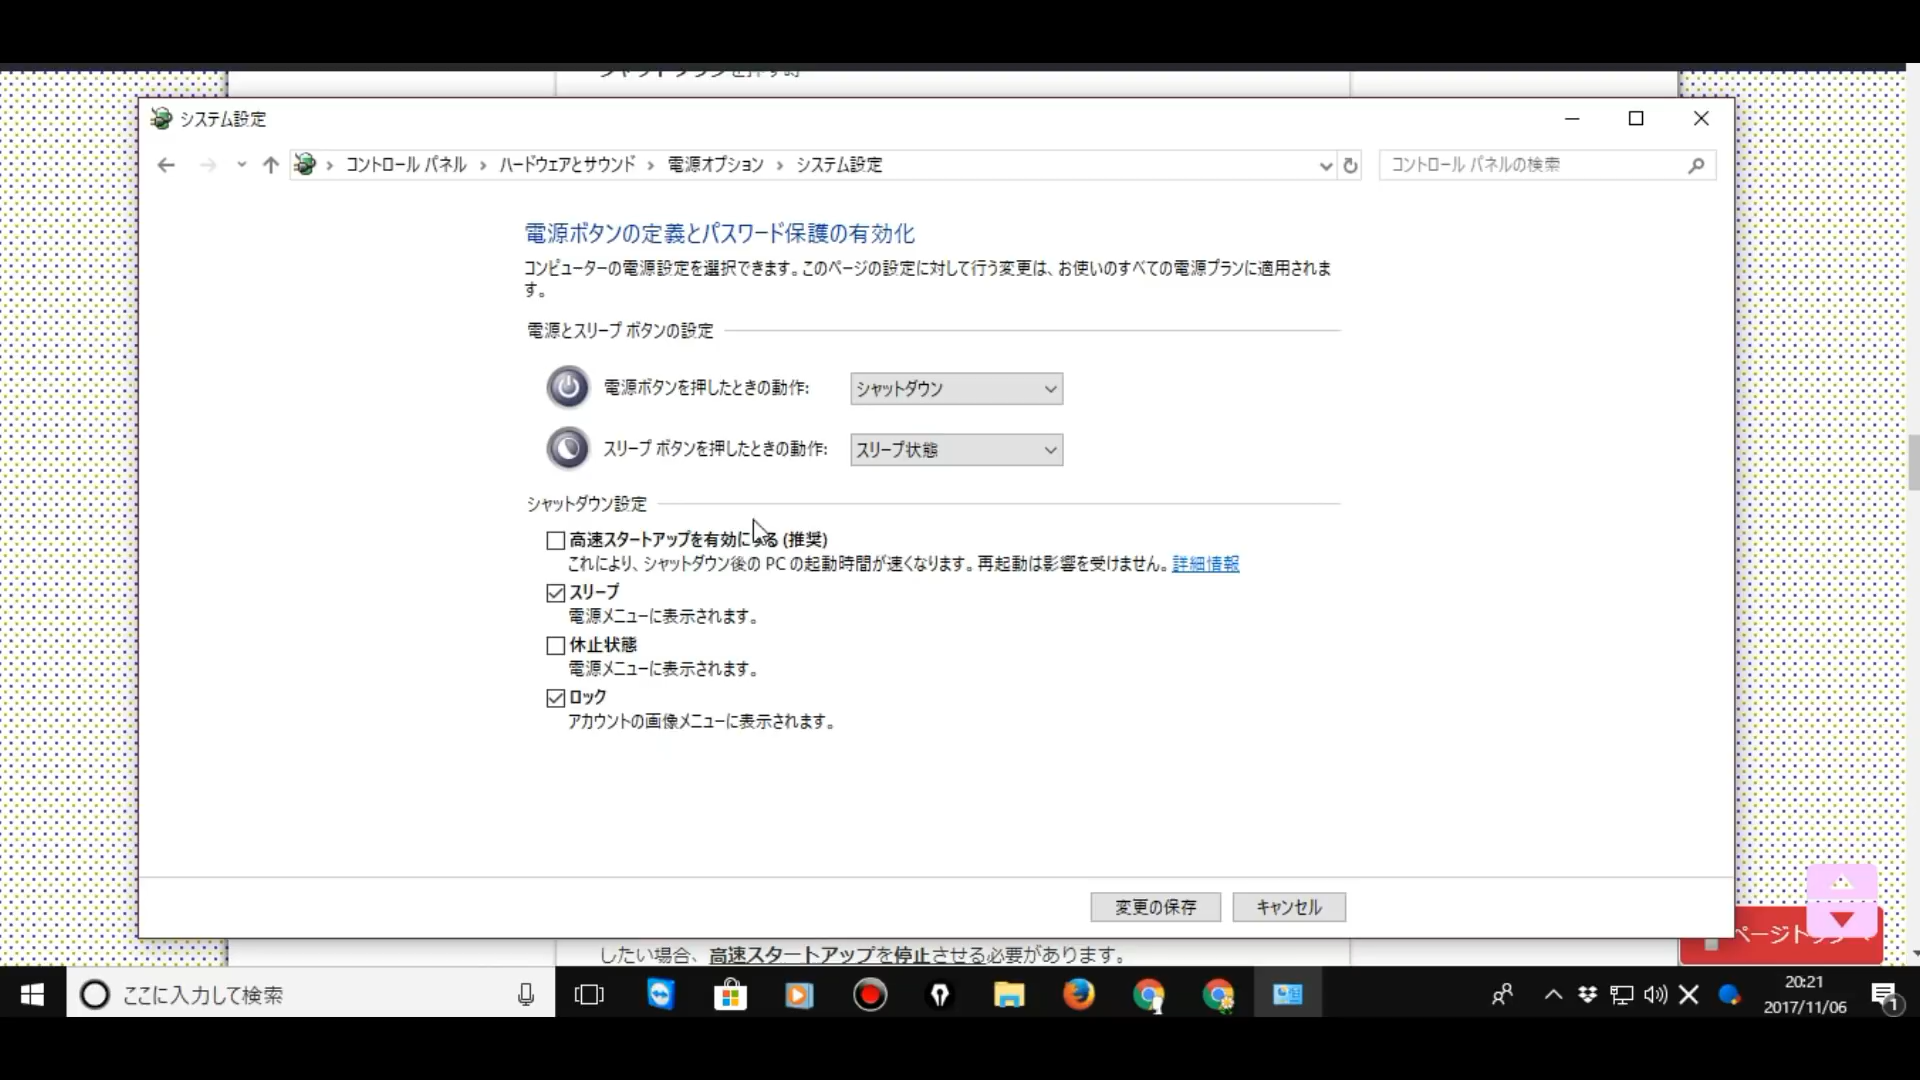 システム設定
コントロール パネル › ハードウェアとサウンド › 電源オプション › システム設定
コントロール パネルの検索
電源ボタンの定義とパスワード保護の有効化
コンピューターの電源設定を選択できます。このページの設定に対して行う変更は、お使いのすべての電源プランに適用されま
す。
電源とスリープ ボタンの設定
電源ボタンを押したときの動作: シャットダウン
スリープ ボタンを押したときの動作: スリープ状態
シャットダウン設定
高速スタートアップを有効にする (推奨)
これにより、シャットダウン後の PC の起動時間が速くなります。再起動は影響を受けません。詳細情報
スリープ
電源メニューに表示されます。
休止状態
電源メニューに表示されます。
ロック
アカウントの画像メニューに表示されます。
変更の保存 キャンセル
ページトップへ
したい場合、高速スタートアップを停止させる必要があります。
ここに入力して検索
20:21
2017/11/06
1